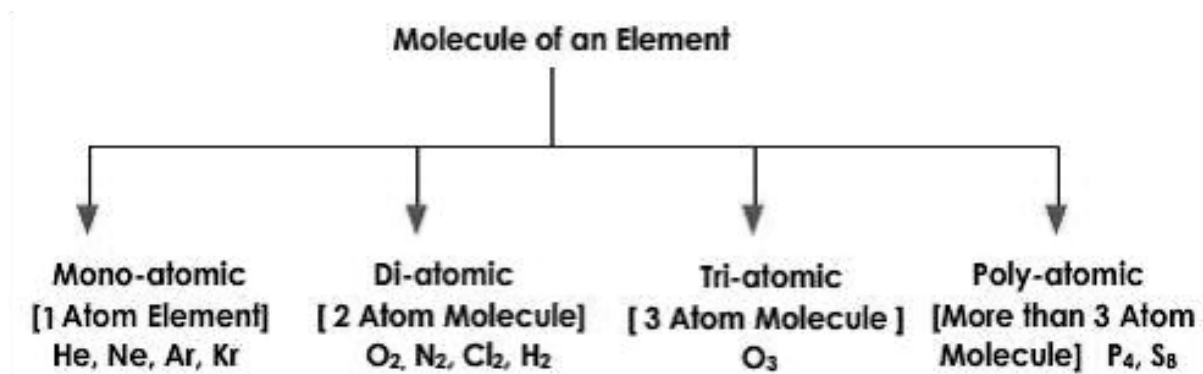 Molecule of an Element
Mono-atomic
[1 Atom Element]
He, Ne, Ar, Kr
Di-atomic
[ 2 Atom Molecule]
O₂, N₂, Cl₂, H₂
Tri-atomic
[ 3 Atom Molecule ]
O₃
Poly-atomic
[More than 3 Atom
Molecule] P₄, S₈